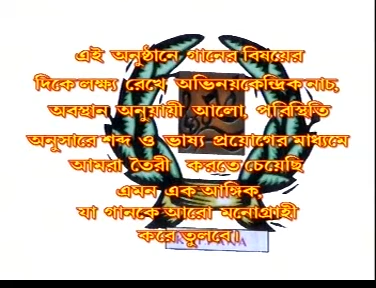 এই অনুষ্ঠানে গানের বিষয়ের
দিকে লক্ষ্য রেখে অভিনয়কেন্দ্রিক নাচ,
অবস্থান অনুযায়ী আলো, পরিস্থিতি
অনুসারে শব্দ ও ভাষ্য প্রয়োগের মাধ্যমে
আমরা তৈরী করতে চেয়েছি
এমন এক আঙ্গিক,
যা গানকে আরো মনোগ্রাহী
করে তুলবে।